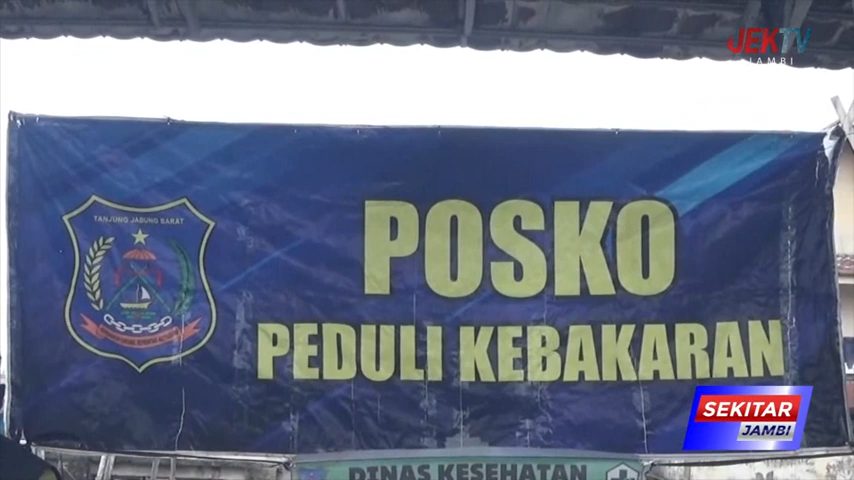 JEKTV
JAMBI
TANJUNG JABUNG BARAT
POSKO
PEDULI KEBAKARAN
SEKITAR
JAMBI
DINAS KESEHATAN